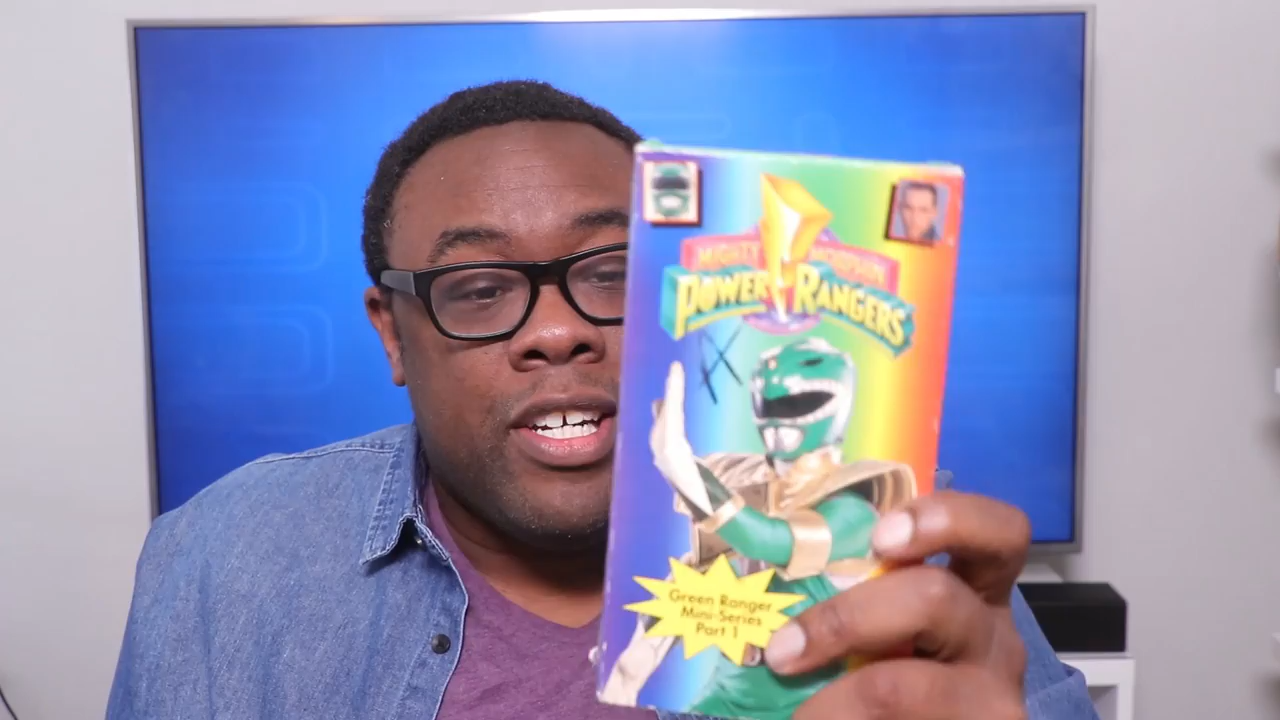 MIGHTY MORPHIN
POWER RANGERS
Green Ranger
Mini-Series
Part 1